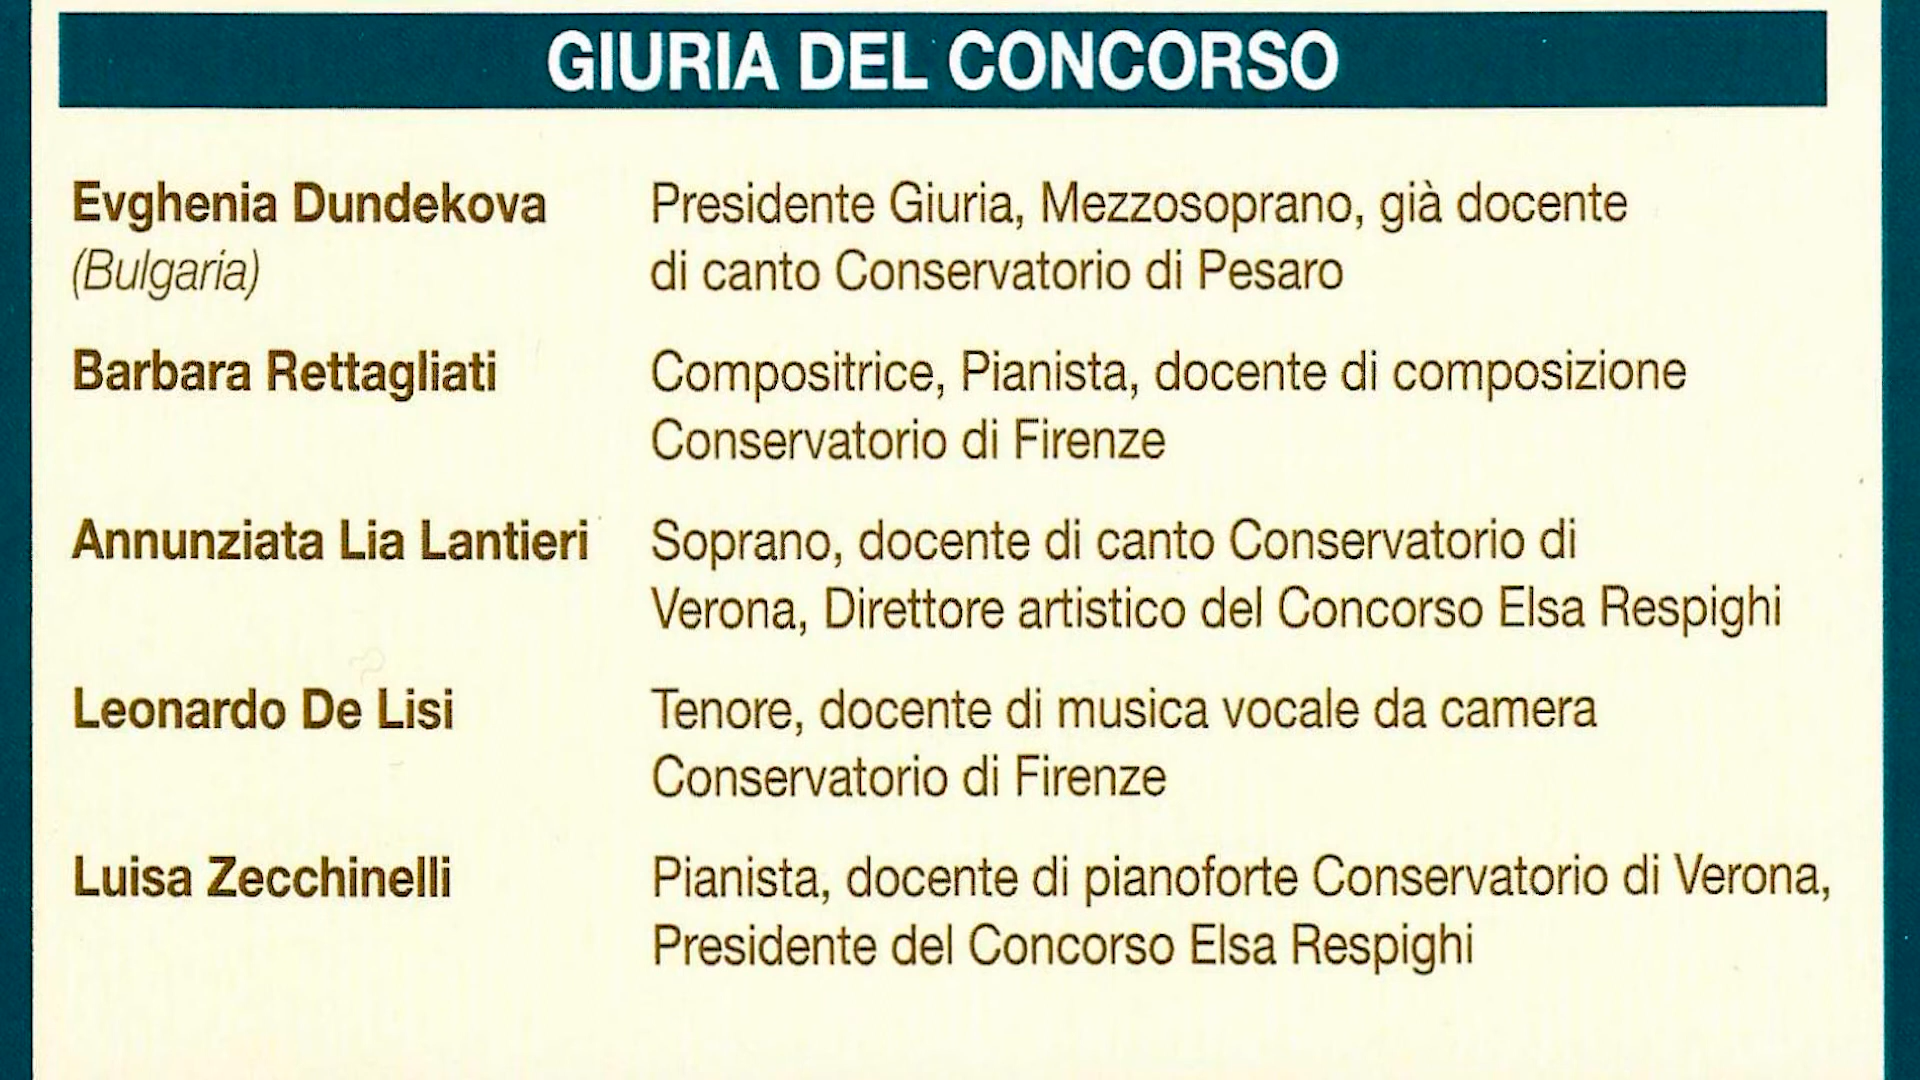 GIURIA DEL CONCORSO
Evghenia Dundekova Presidente Giuria, Mezzosoprano, già docente
(Bulgaria) di canto Conservatorio di Pesaro
Barbara Rettagliati Compositrice, Pianista, docente di composizione
Conservatorio di Firenze
Annunziata Lia Lantieri Soprano, docente di canto Conservatorio di
Verona, Direttore artistico del Concorso Elsa Respighi
Leonardo De Lisi Tenore, docente di musica vocale da camera
Conservatorio di Firenze
Luisa Zecchinelli Pianista, docente di pianoforte Conservatorio di Verona,
Presidente del Concorso Elsa Respighi